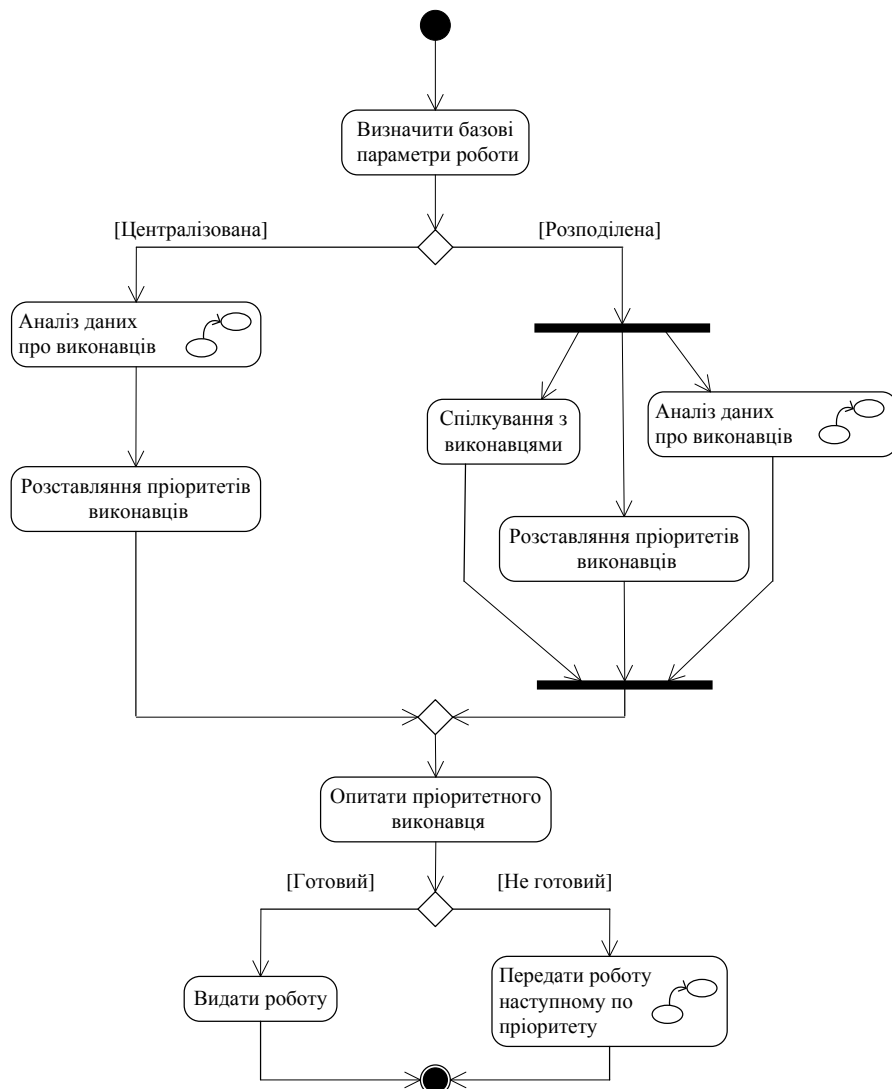 Визначити базові
параметри роботи
[Централізована]
[Розподілена]
Аналіз даних
про виконавців
Спілкування з
виконавцями
Аналіз даних
про виконавців
Розставляння пріоритетів
виконавців
Розставляння пріоритетів
виконавців
Опитати пріоритетного
виконавця
[Готовий]
[Не готовий]
Видати роботу
Передати роботу
наступному по
пріоритету